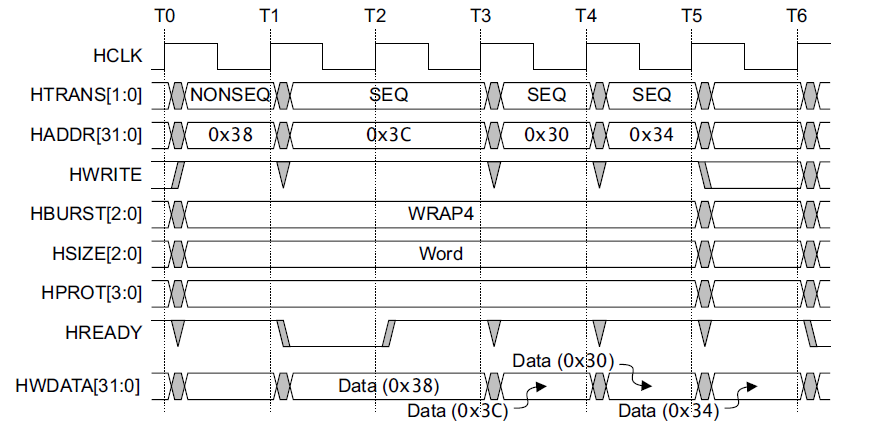 T0 T1 T2 T3 T4 T5 T6
HCLK
HTRANS[1:0] NONSEQ SEQ SEQ SEQ
HADDR[31:0] 0x38 0x3C 0x30 0x34
HWRITE
HBURST[2:0] WRAP4
HSIZE[2:0] Word
HPROT[3:0]
HREADY
Data (0x30)
HWDATA[31:0] Data (0x38)
Data (0x3C) Data (0x34)